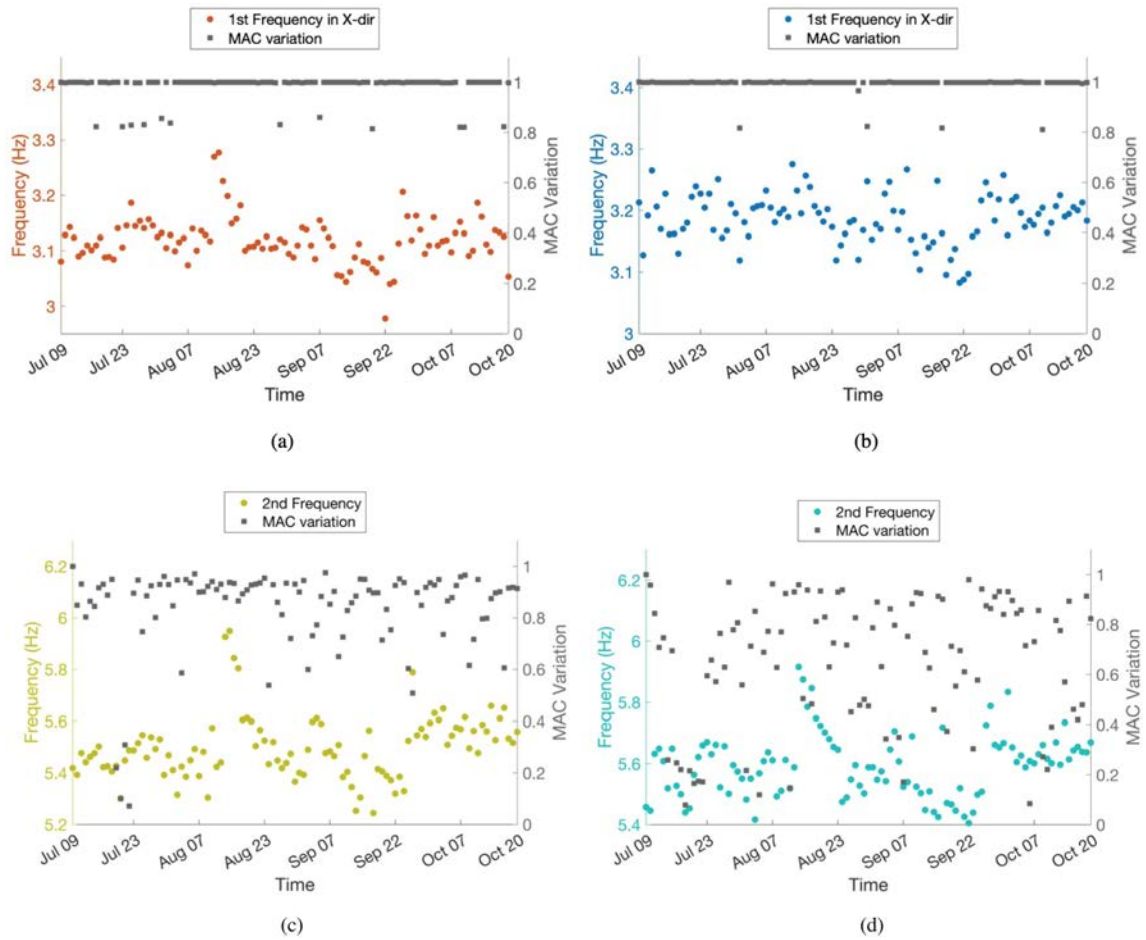 1st Frequency in X-dir
MAC variation
1st Frequency in X-dir
MAC variation
3.4
3.3
3.2
3.1
3
Frequency (Hz)
1
0.8
0.6
0.4
0.2
0
MAC Variation
Jul 09
Jul 23
Aug 07
Aug 23
Sep 07
Sep 22
Oct 07
Oct 20
Time
(a)
3.4
3.3
3.2
3.1
3
Frequency (Hz)
1
0.8
0.6
0.4
0.2
0
MAC Variation
Jul 09
Jul 23
Aug 07
Aug 23
Sep 07
Sep 22
Oct 07
Oct 20
Time
(b)
2nd Frequency
MAC variation
6.2
6
5.8
5.6
5.4
5.2
Frequency (Hz)
1
0.8
0.6
0.4
0.2
0
MAC Variation
Jul 09
Jul 23
Aug 07
Aug 23
Sep 07
Sep 22
Oct 07
Oct 20
Time
(c)
2nd Frequency
MAC variation
6.2
6
5.8
5.6
5.4
Frequency (Hz)
1
0.8
0.6
0.4
0.2
0
MAC Variation
Jul 09
Jul 23
Aug 07
Aug 23
Sep 07
Sep 22
Oct 07
Oct 20
Time
(d)